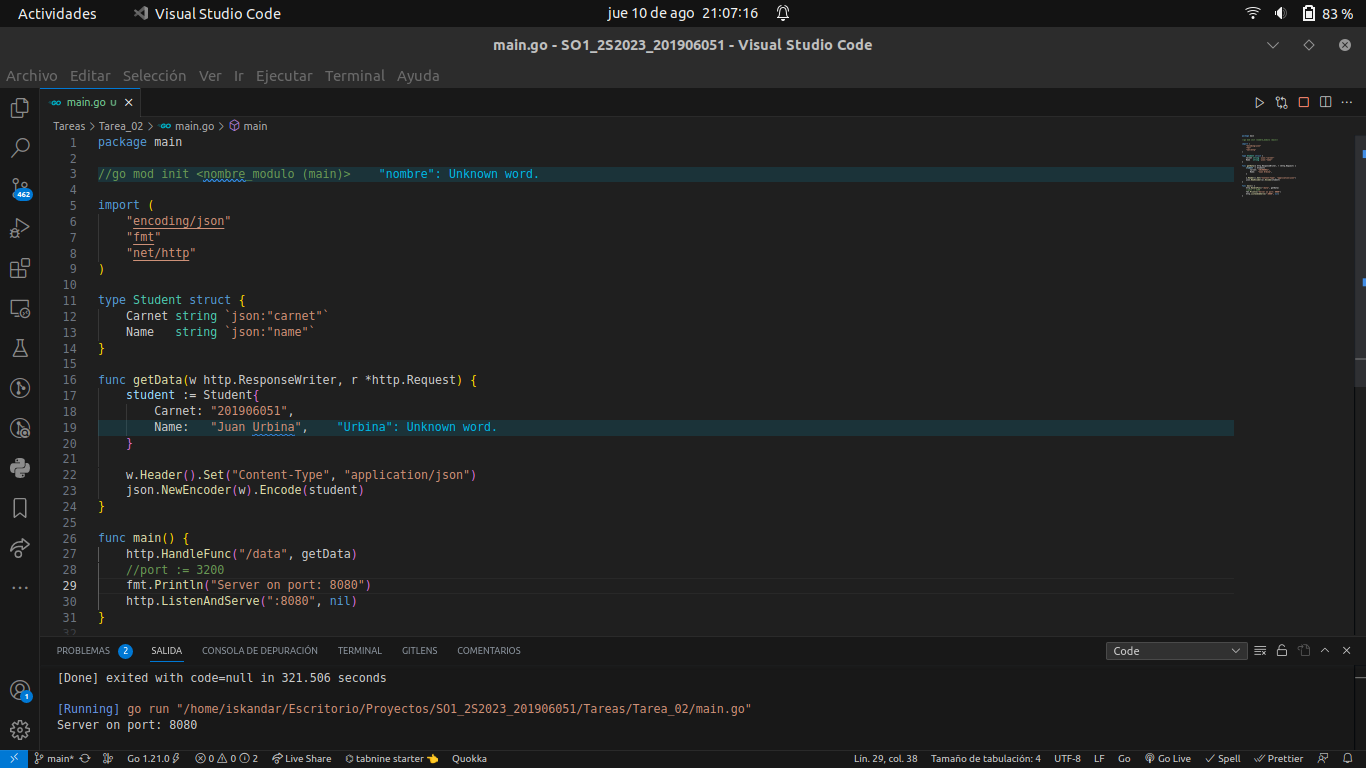 Actividades
Visual Studio Code
jue 10 de ago 21:07:16
83 %
main.go - SO1_2S2023_201906051 - Visual Studio Code
Archivo Editar Selección Ver Ir Ejecutar Terminal Ayuda
main.go U
Tareas > Tarea_02 > main.go > main
1 package main
2
3 //go mod init <nombre_modulo (main)> "nombre": Unknown word.
4
5 import (
6 "encoding/json"
7 "fmt"
8 "net/http"
9 )
10
11 type Student struct {
12 Carnet string `json:"carnet"`
13 Name string `json:"name"`
14 }
15
16 func getData(w http.ResponseWriter, r *http.Request) {
17 student := Student{
18 Carnet: "201906051",
19 Name: "Juan Urbina", "Urbina": Unknown word.
20 }
21
22 w.Header().Set("Content-Type", "application/json")
23 json.NewEncoder(w).Encode(student)
24 }
25
26 func main() {
27 http.HandleFunc("/data", getData)
28 //port := 3200
29 fmt.Println("Server on port: 8080")
30 http.ListenAndServe(":8080", nil)
31 }
32
462
1
PROBLEMAS 2 SALIDA CONSOLA DE DEPURACIÓN TERMINAL GITLENS COMENTARIOS
Code
[Done] exited with code=null in 321.506 seconds
[Running] go run "/home/iskandar/Escritorio/Proyectos/SO1_2S2023_201906051/Tareas/Tarea_02/main.go"
Server on port: 8080
main* Go 1.21.0 0 0 2 Live Share tabnine starter Quokka Lín. 29, col. 38 Tamaño de tabulación: 4 UTF-8 LF Go Go Live Spell Prettier